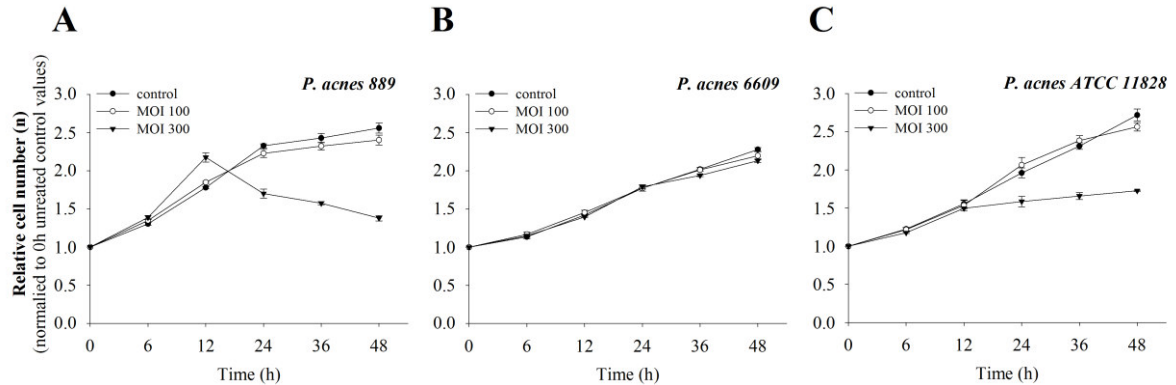 A
B
C
Relative cell number (n)
(normalied to 0h unreated control values)
P. acnes 889
control
MOI 100
MOI 300
3.0
2.5
2.0
1.5
1.0
0.5
0.0
0 6 12 24 36 48
Time (h)
P. acnes 6609
control
MOI 100
MOI 300
3.0
2.5
2.0
1.5
1.0
0.5
0.0
0 6 12 24 36 48
Time (h)
P. acnes ATCC 11828
control
MOI 100
MOI 300
3.0
2.5
2.0
1.5
1.0
0.5
0.0
0 6 12 24 36 48
Time (h)